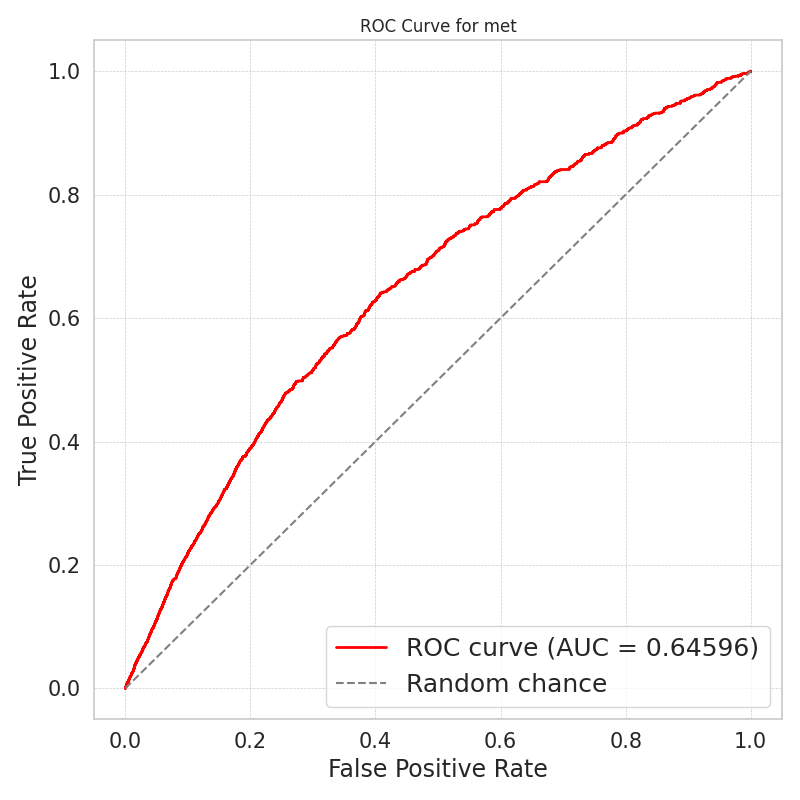 ROC Curve for met
True Positive Rate
1.0
0.8
0.6
0.4
0.2
0.0
ROC curve (AUC = 0.64596)
Random chance
0.0 0.2 0.4 0.6 0.8 1.0
False Positive Rate